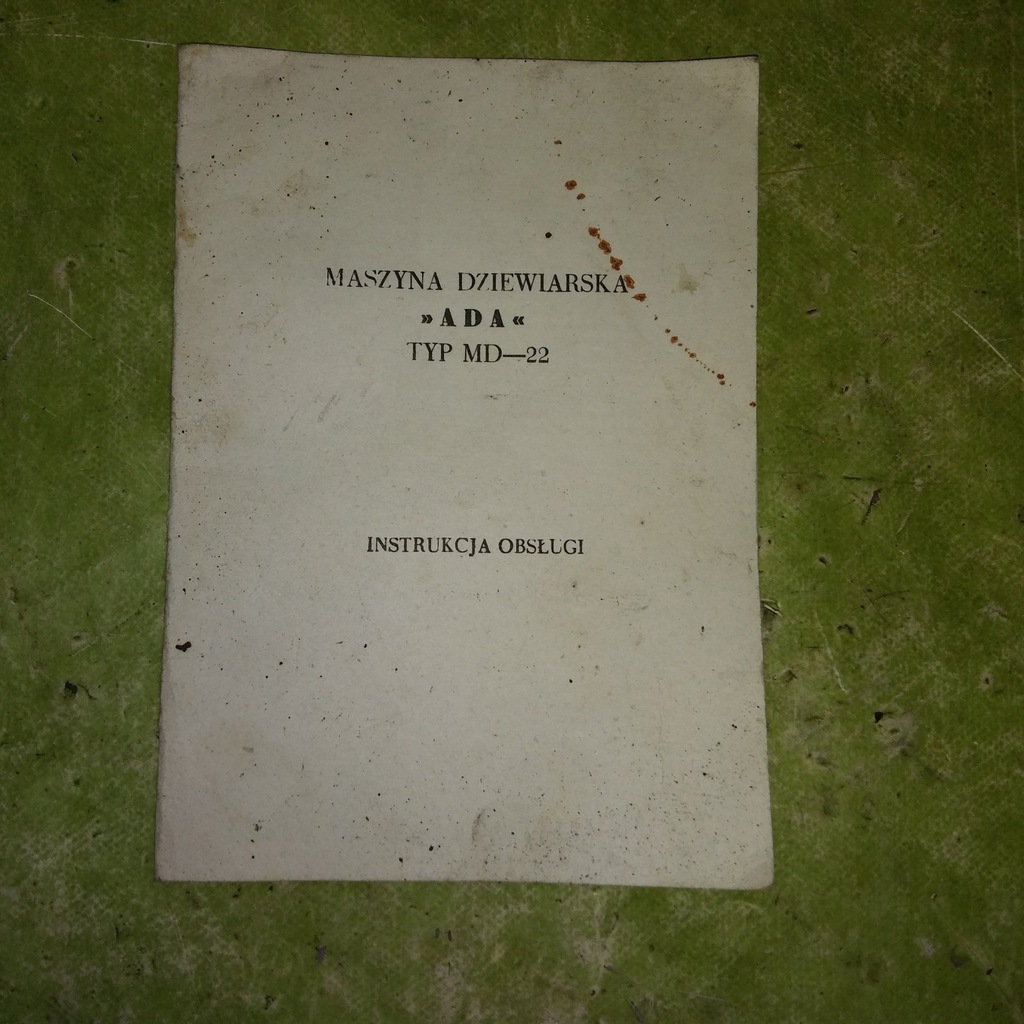 MASZYNA DZIEWIARSKA
»ADA«
TYP MD—22
INSTRUKCJA OBSŁUGI